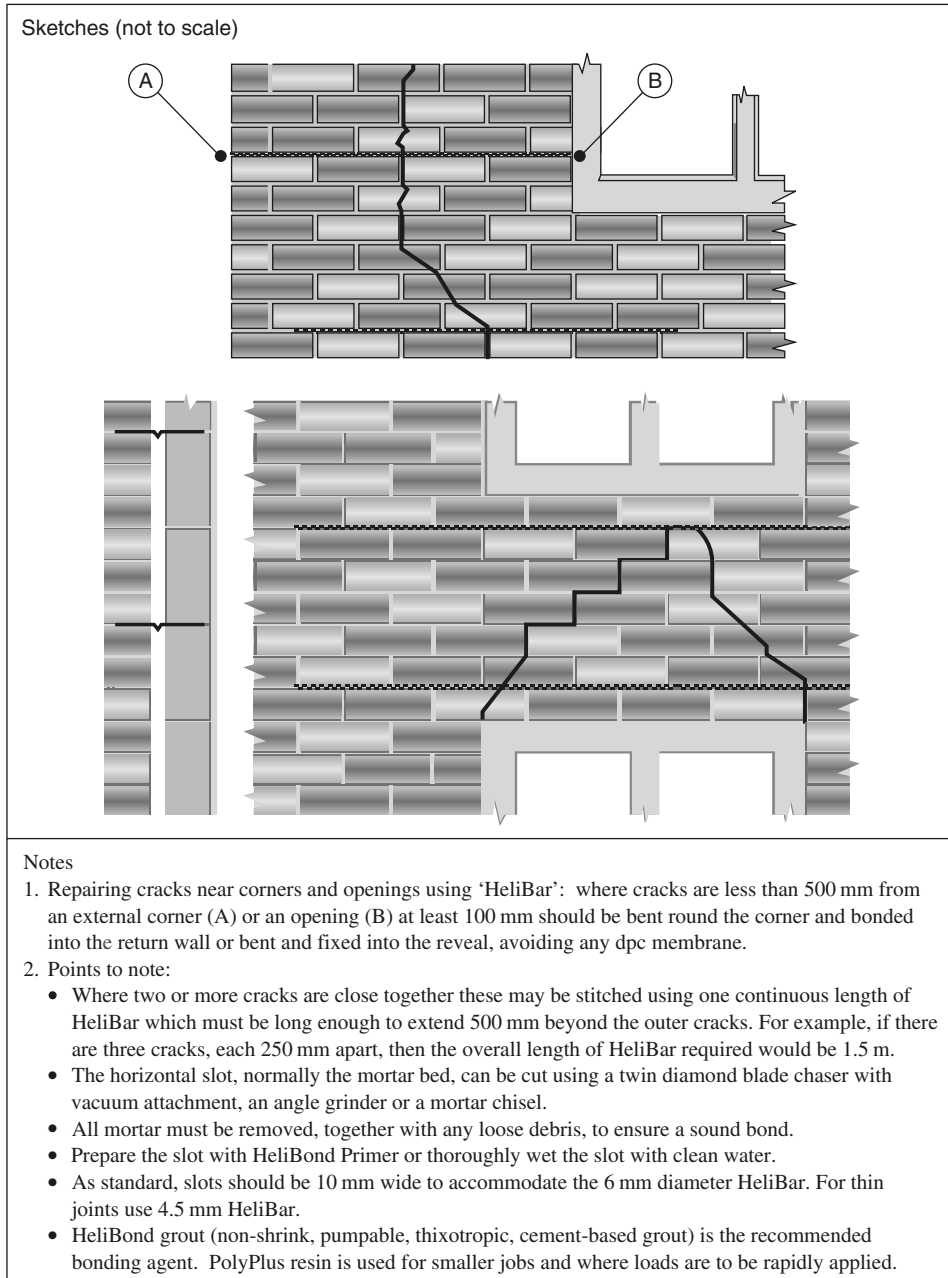 Sketches (not to scale)
A
B
Notes
1. Repairing cracks near corners and openings using ‘HeliBar’: where cracks are less than 500 mm from
an external corner (A) or an opening (B) at least 100 mm should be bent round the corner and bonded
into the return wall or bent and fixed into the reveal, avoiding any dpc membrane.
2. Points to note:
• Where two or more cracks are close together these may be stitched using one continuous length of
HeliBar which must be long enough to extend 500 mm beyond the outer cracks. For example, if there
are three cracks, each 250 mm apart, then the overall length of HeliBar required would be 1.5 m.
• The horizontal slot, normally the mortar bed, can be cut using a twin diamond blade chaser with
vacuum attachment, an angle grinder or a mortar chisel.
• All mortar must be removed, together with any loose debris, to ensure a sound bond.
• Prepare the slot with HeliBond Primer or thoroughly wet the slot with clean water.
• As standard, slots should be 10 mm wide to accommodate the 6 mm diameter HeliBar. For thin
joints use 4.5 mm HeliBar.
• HeliBond grout (non-shrink, pumpable, thixotropic, cement-based grout) is the recommended
bonding agent. PolyPlus resin is used for smaller jobs and where loads are to be rapidly applied.